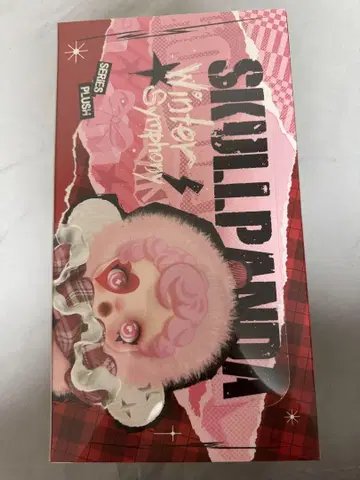 SKULLPANDA
Winter
Symphony
SERIES
PLUSH